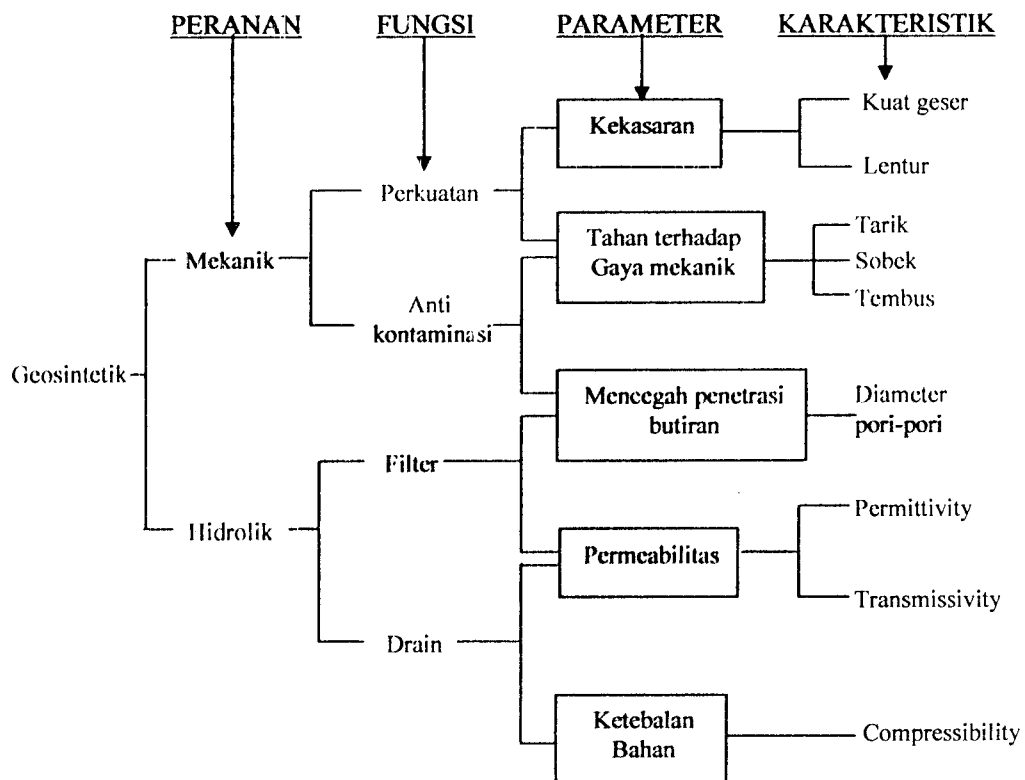 PERANAN FUNGSI PARAMETER KARAKTERISTIK
Kekasaran
Kuat geser
Lentur
Perkuatan
Tahan terhadap
Gaya mekanik
Tarik
Sobek
Tembus
Mekanik
Anti
kontaminasi
Geosintetik
Mencegah penetrasi
butiran
Diameter
pori-pori
Filter
Hidrolik
Permeabilitas
Permittivity
Transmissivity
Drain
Ketebalan
Bahan
Compressibility